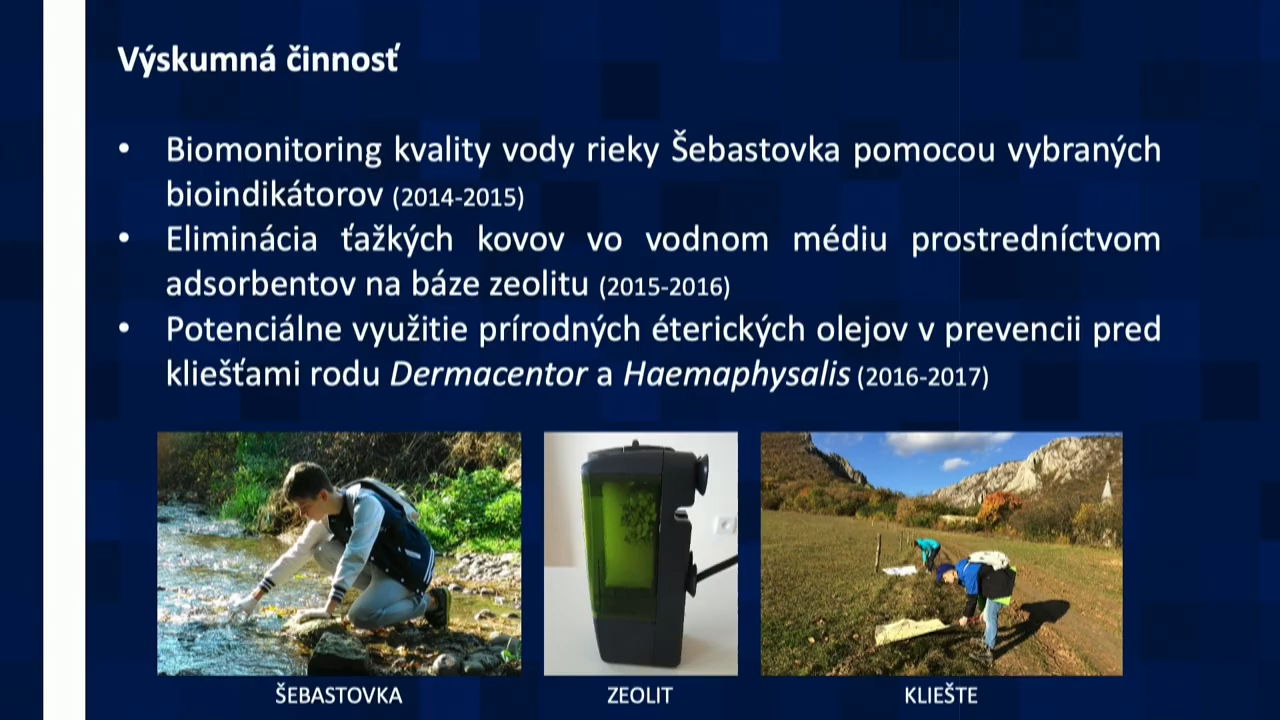 Výskumná činnosť
• Biomonitoring kvality vody rieky Šebastovka pomocou vybraných
bioindikátorov (2014-2015)
• Eliminácia ťažkých kovov vo vodnom médiu prostredníctvom
adsorbentov na báze zeolitu (2015-2016)
• Potenciálne využitie prírodných éterických olejov v prevencii pred
kliešťami rodu Dermacentor a Haemaphysalis (2016-2017)
ŠEBASTOVKA
ZEOLIT
KLIEŠTE